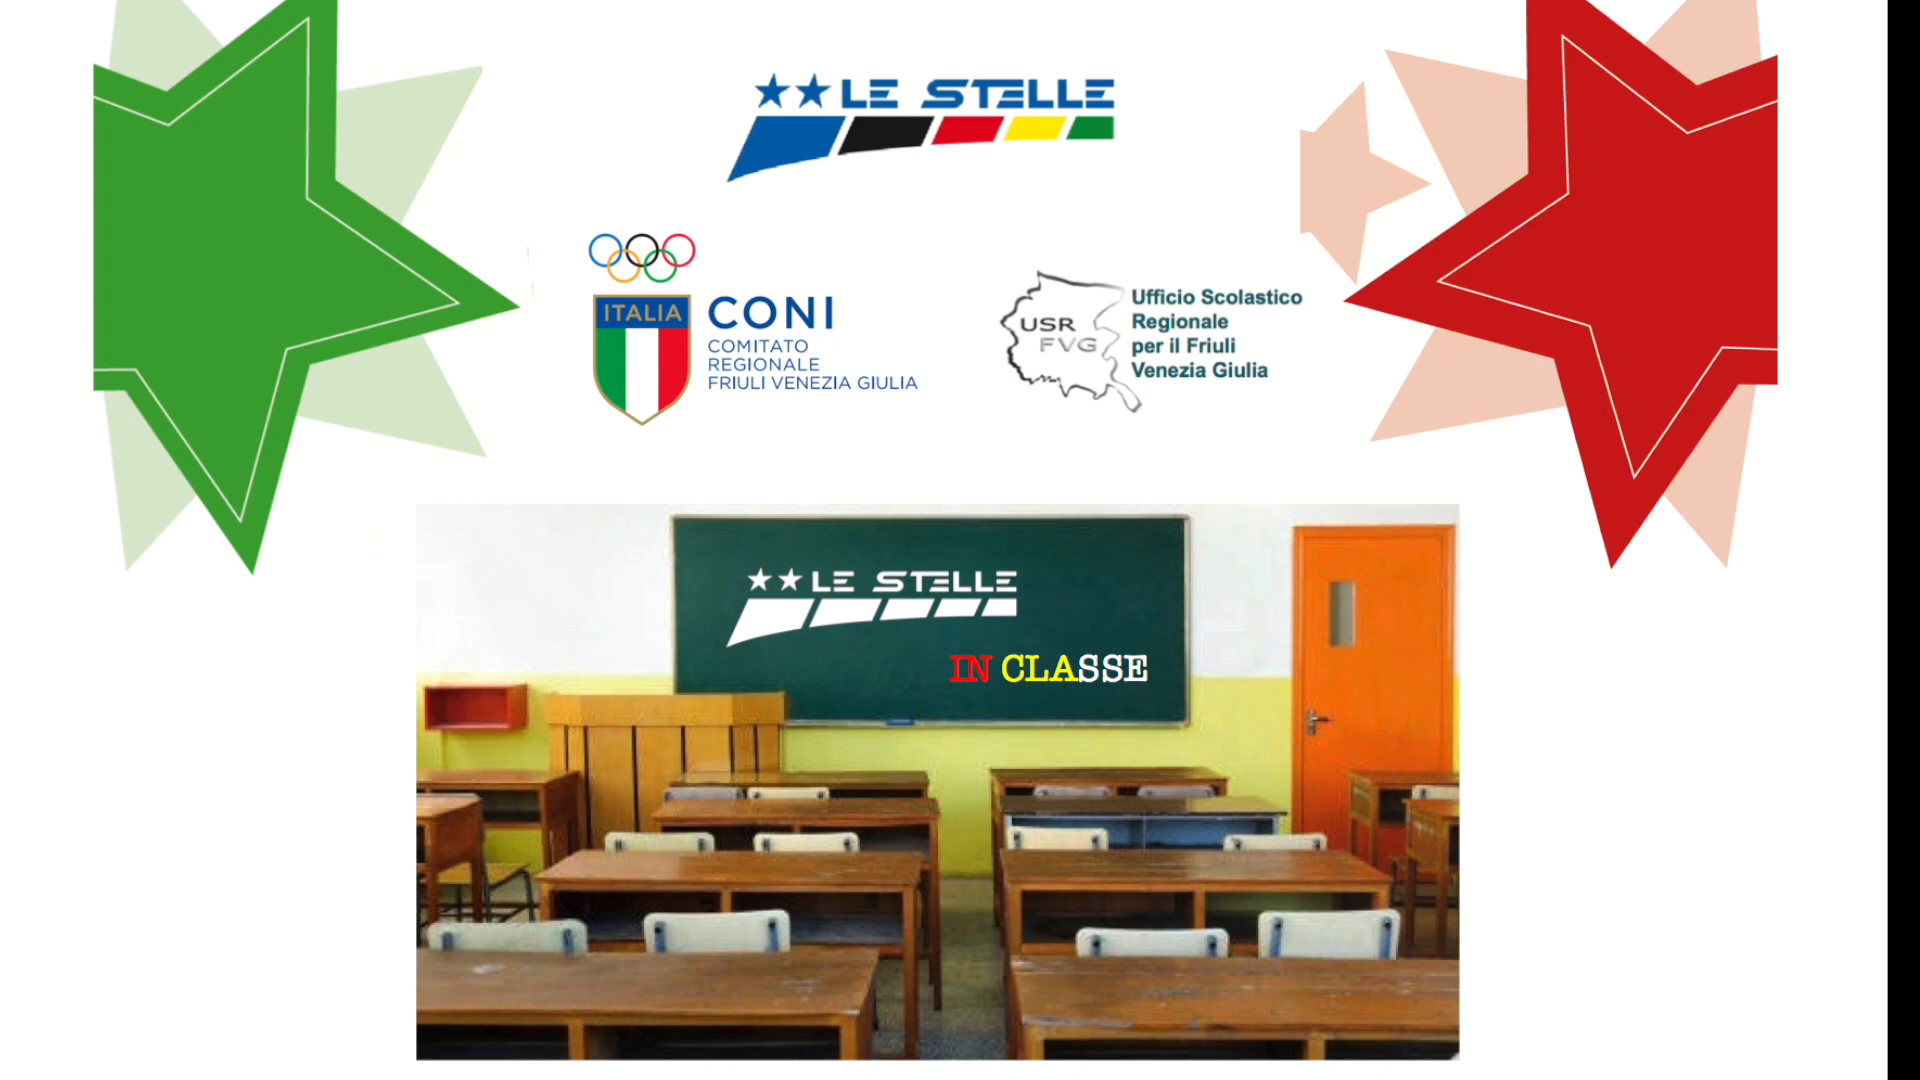 LE STELLE
ITALIA
CONI
COMITATO
REGIONALE
FRIULI VENEZIA GIULIA
USR
FVG
Ufficio Scolastico
Regionale
per il Friuli
Venezia Giulia
LE STELLE
IN CLASSE